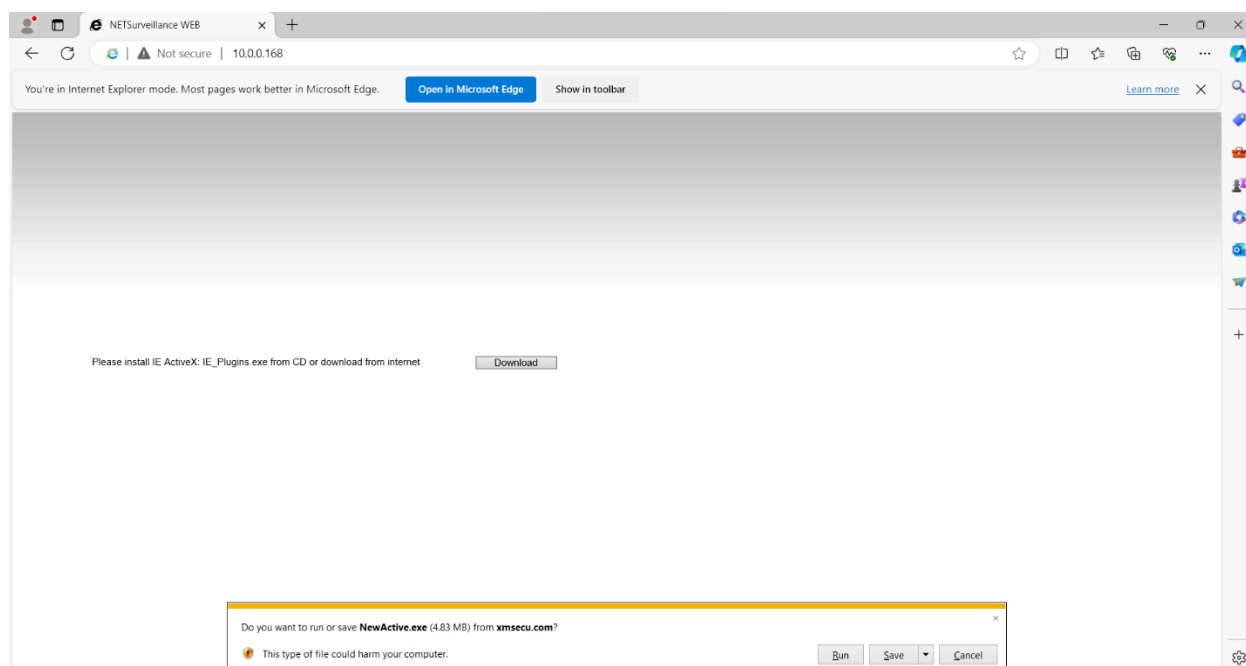 NETSurveillance WEB
Not secure | 10.0.0.168
You're in Internet Explorer mode. Most pages work better in Microsoft Edge. Open in Microsoft Edge Show in toolbar Learn more
Please install IE ActiveX: IE_Plugins.exe from CD or download from internet Download
Do you want to run or save NewActive.exe (4.83 MB) from xmsecu.com?
This type of file could harm your computer. Run Save Cancel